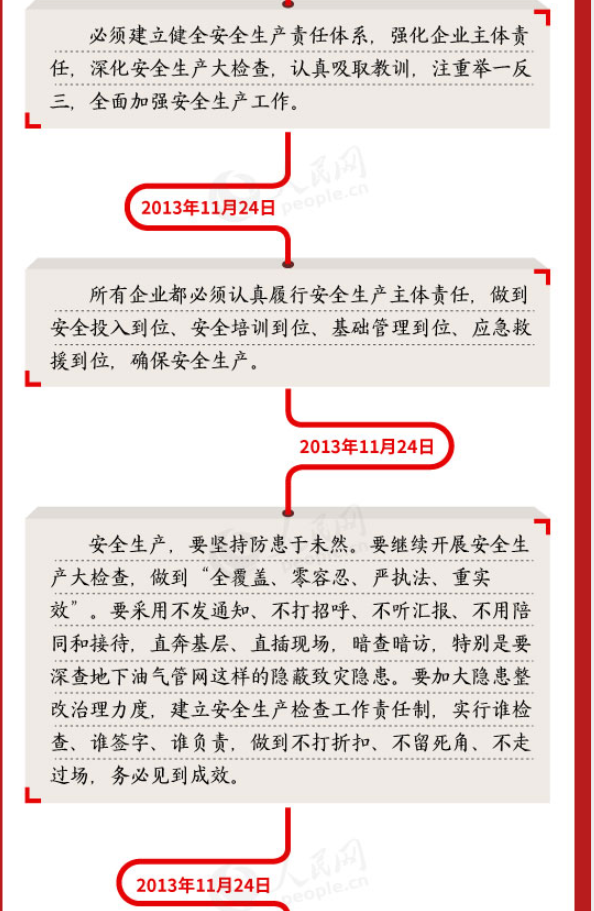 必须建立健全安全生产责任体系，强化企业主体责
任，深化安全生产大检查，认真吸取教训，注重举一反
三，全面加强安全生产工作。
人民网
people.cn
2013年11月24日
所有企业都必须认真履行安全生产主体责任，做到
安全投入到位、安全培训到位、基础管理到位、应急救
援到位，确保安全生产。
2013年11月24日
安全生产，要坚持防患于未然。要继续开展安全生
产大检查，做到“全覆盖、零容忍、严执法、重实
效”。要采用不发通知、不打招呼、不听汇报、不用陪
同和接待，直奔基层、直插现场，暗查暗访，特别是要
深查地下油气管网这样的隐蔽致灾隐患。要加大隐患整
改治理力度，建立安全生产检查工作责任制，实行谁检
查、谁签字、谁负责，做到不打折扣、不留死角、不走
过场，务必见到成效。
人民网
people.cn
2013年11月24日